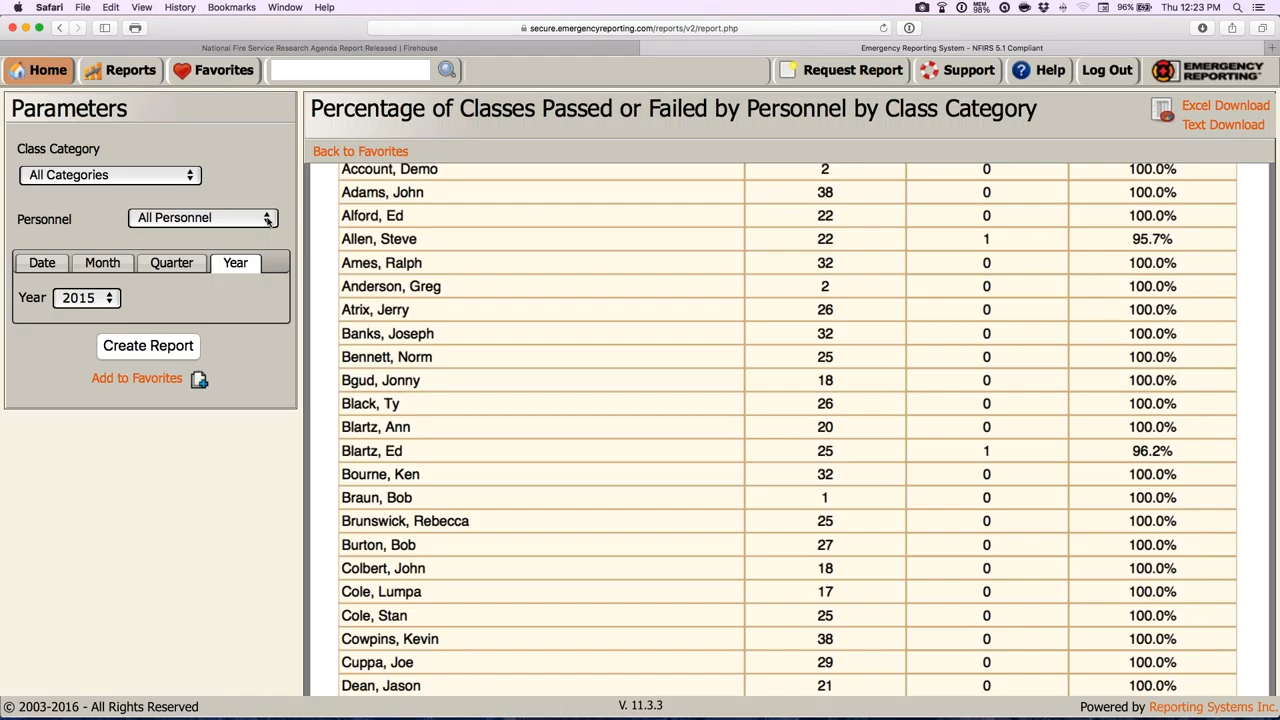 Safari File Edit View History Bookmarks Window Help MEM 98% 96% Thu 12:23 PM
secure.emergencyreporting.com/reports/v2/report.php
National Fire Service Research Agenda Report Released | Firehouse
Emergency Reporting System - NFIRS 5.1 Compliant
Home Reports Favorites Request Report Support Help Log Out EMERGENCY REPORTING
Parameters
Class Category
All Categories
Personnel All Personnel
Date Month Quarter Year
Year 2015
Create Report
Add to Favorites
Percentage of Classes Passed or Failed by Personnel by Class Category
Excel Download
Text Download
Back to Favorites
Account, Demo 2 0 100.0%
Adams, John 38 0 100.0%
Alford, Ed 22 0 100.0%
Allen, Steve 22 1 95.7%
Ames, Ralph 32 0 100.0%
Anderson, Greg 2 0 100.0%
Atrix, Jerry 26 0 100.0%
Banks, Joseph 32 0 100.0%
Bennett, Norm 25 0 100.0%
Bgud, Jonny 18 0 100.0%
Black, Ty 26 0 100.0%
Blartz, Ann 20 0 100.0%
Blartz, Ed 25 1 96.2%
Bourne, Ken 32 0 100.0%
Braun, Bob 1 0 100.0%
Brunswick, Rebecca 25 0 100.0%
Burton, Bob 27 0 100.0%
Colbert, John 18 0 100.0%
Cole, Lumpa 17 0 100.0%
Cole, Stan 25 0 100.0%
Cowpins, Kevin 38 0 100.0%
Cuppa, Joe 29 0 100.0%
Dean, Jason 21 0 100.0%
© 2003-2016 - All Rights Reserved V. 11.3.3 Powered by Reporting Systems Inc.